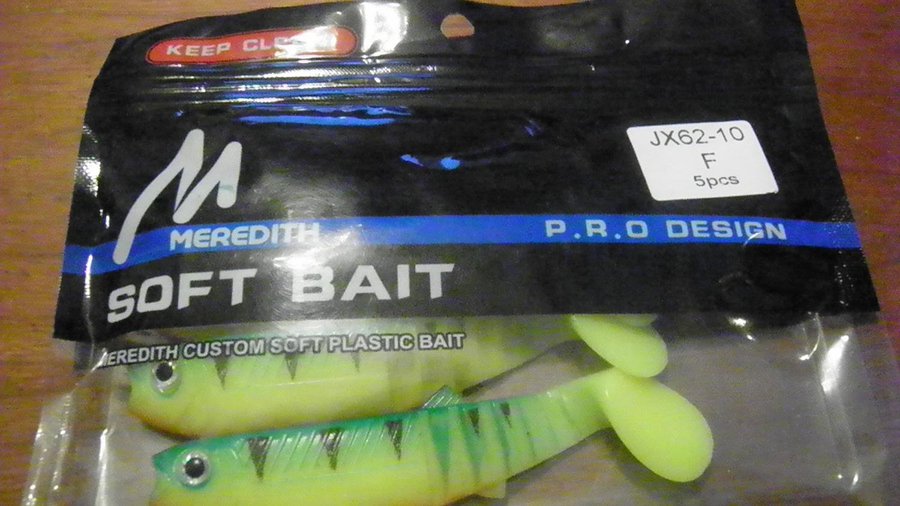 KEEP
JX62-10
F
5pcs
MEREDITH
P.R.O DESIGN
SOFT BAIT
MEREDITH CUSTOM SOFT PLASTIC BAIT